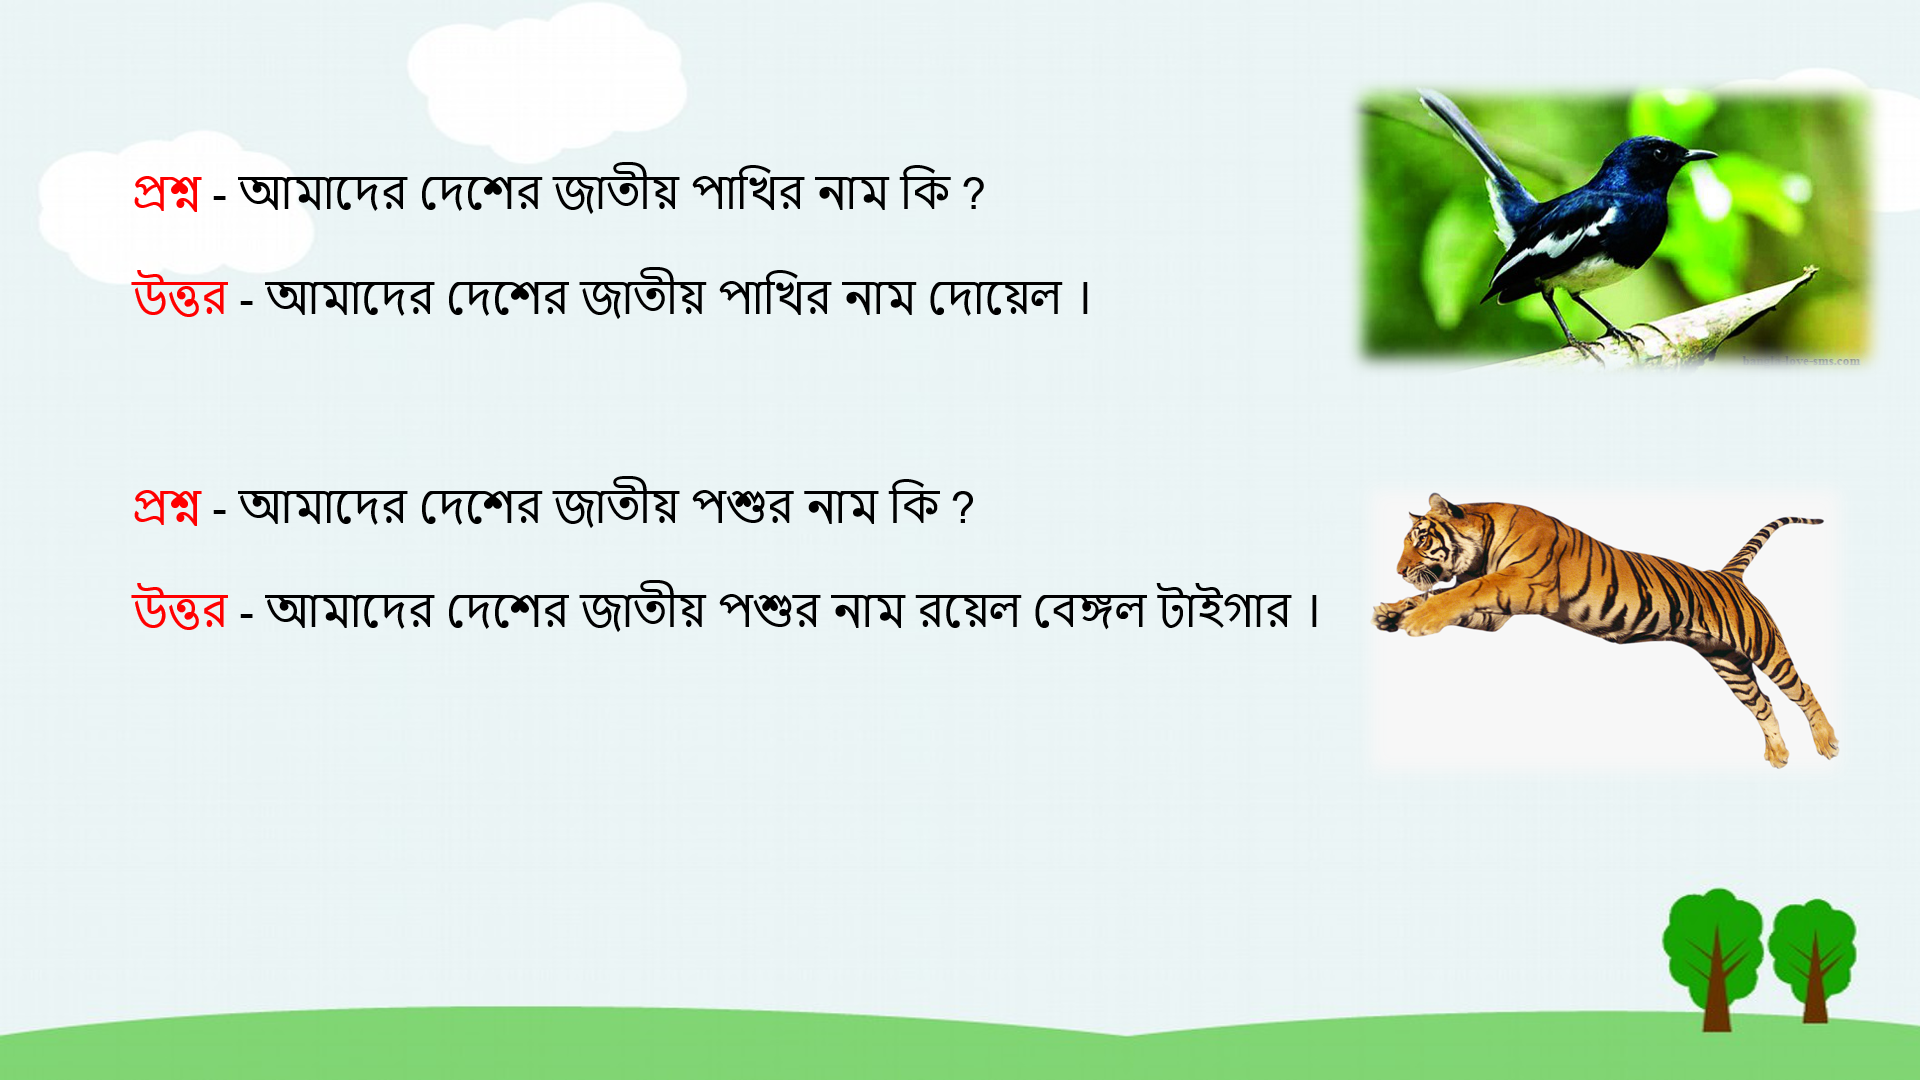 প্রশ্ন - আমাদের দেশের জাতীয় পাখির নাম কি ?
উত্তর - আমাদের দেশের জাতীয় পাখির নাম দোয়েল ।
প্রশ্ন - আমাদের দেশের জাতীয় পশুর নাম কি ?
উত্তর - আমাদের দেশের জাতীয় পশুর নাম রয়েল বেঙ্গল টাইগার ।